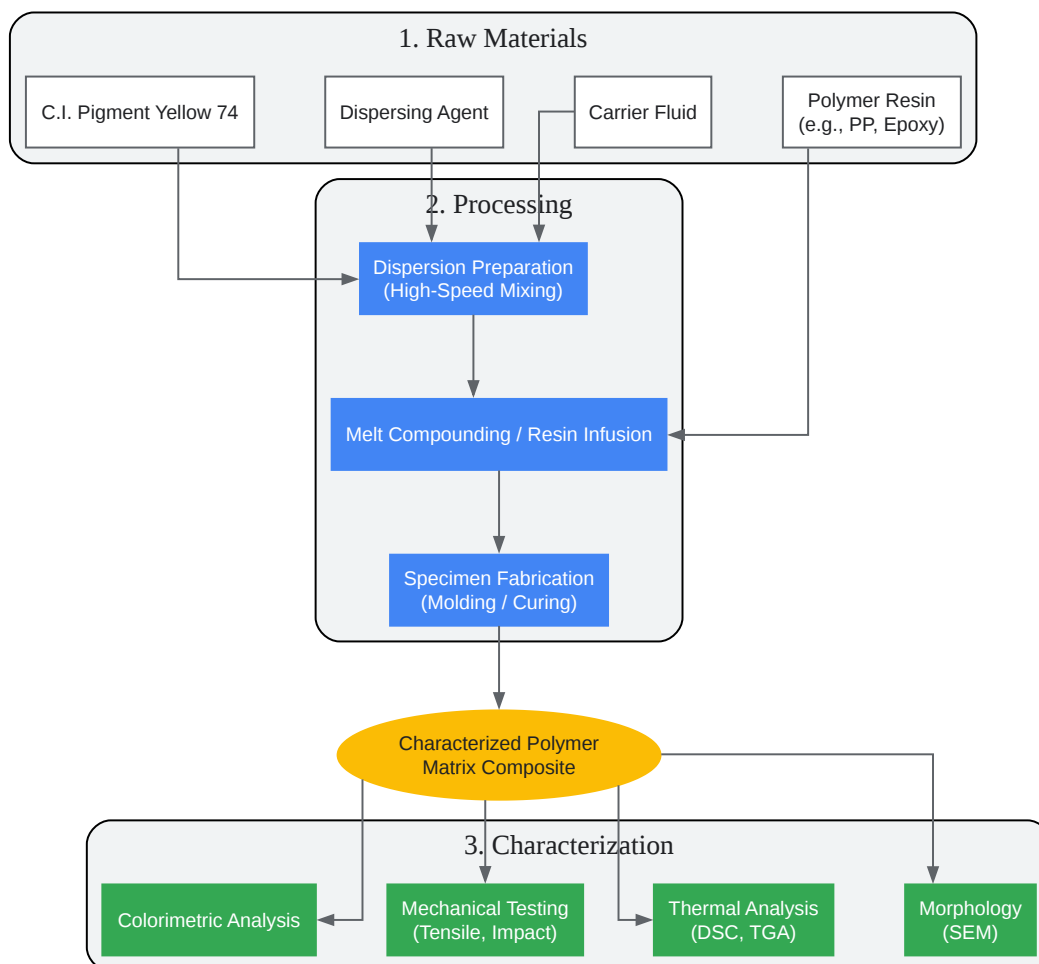 1. Raw Materials
C.I. Pigment Yellow 74
Dispersing Agent
Carrier Fluid
Polymer Resin
(e.g., PP, Epoxy)
2. Processing
Dispersion Preparation
(High-Speed Mixing)
Melt Compounding / Resin Infusion
Specimen Fabrication
(Molding / Curing)
Characterized Polymer
Matrix Composite
3. Characterization
Colorimetric Analysis
Mechanical Testing
(Tensile, Impact)
Thermal Analysis
(DSC, TGA)
Morphology
(SEM)